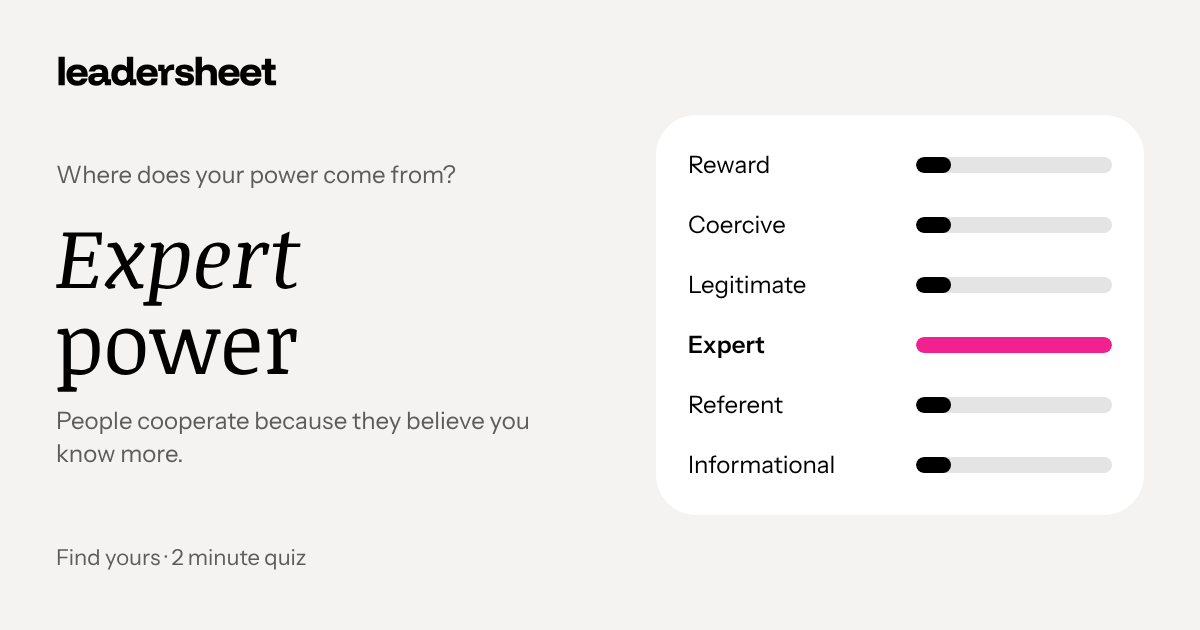 leadersheet
Where does your power come from?
Expert
power
People cooperate because they believe you
know more.
Find yours · 2 minute quiz
Reward
Coercive
Legitimate
Expert
Referent
Informational